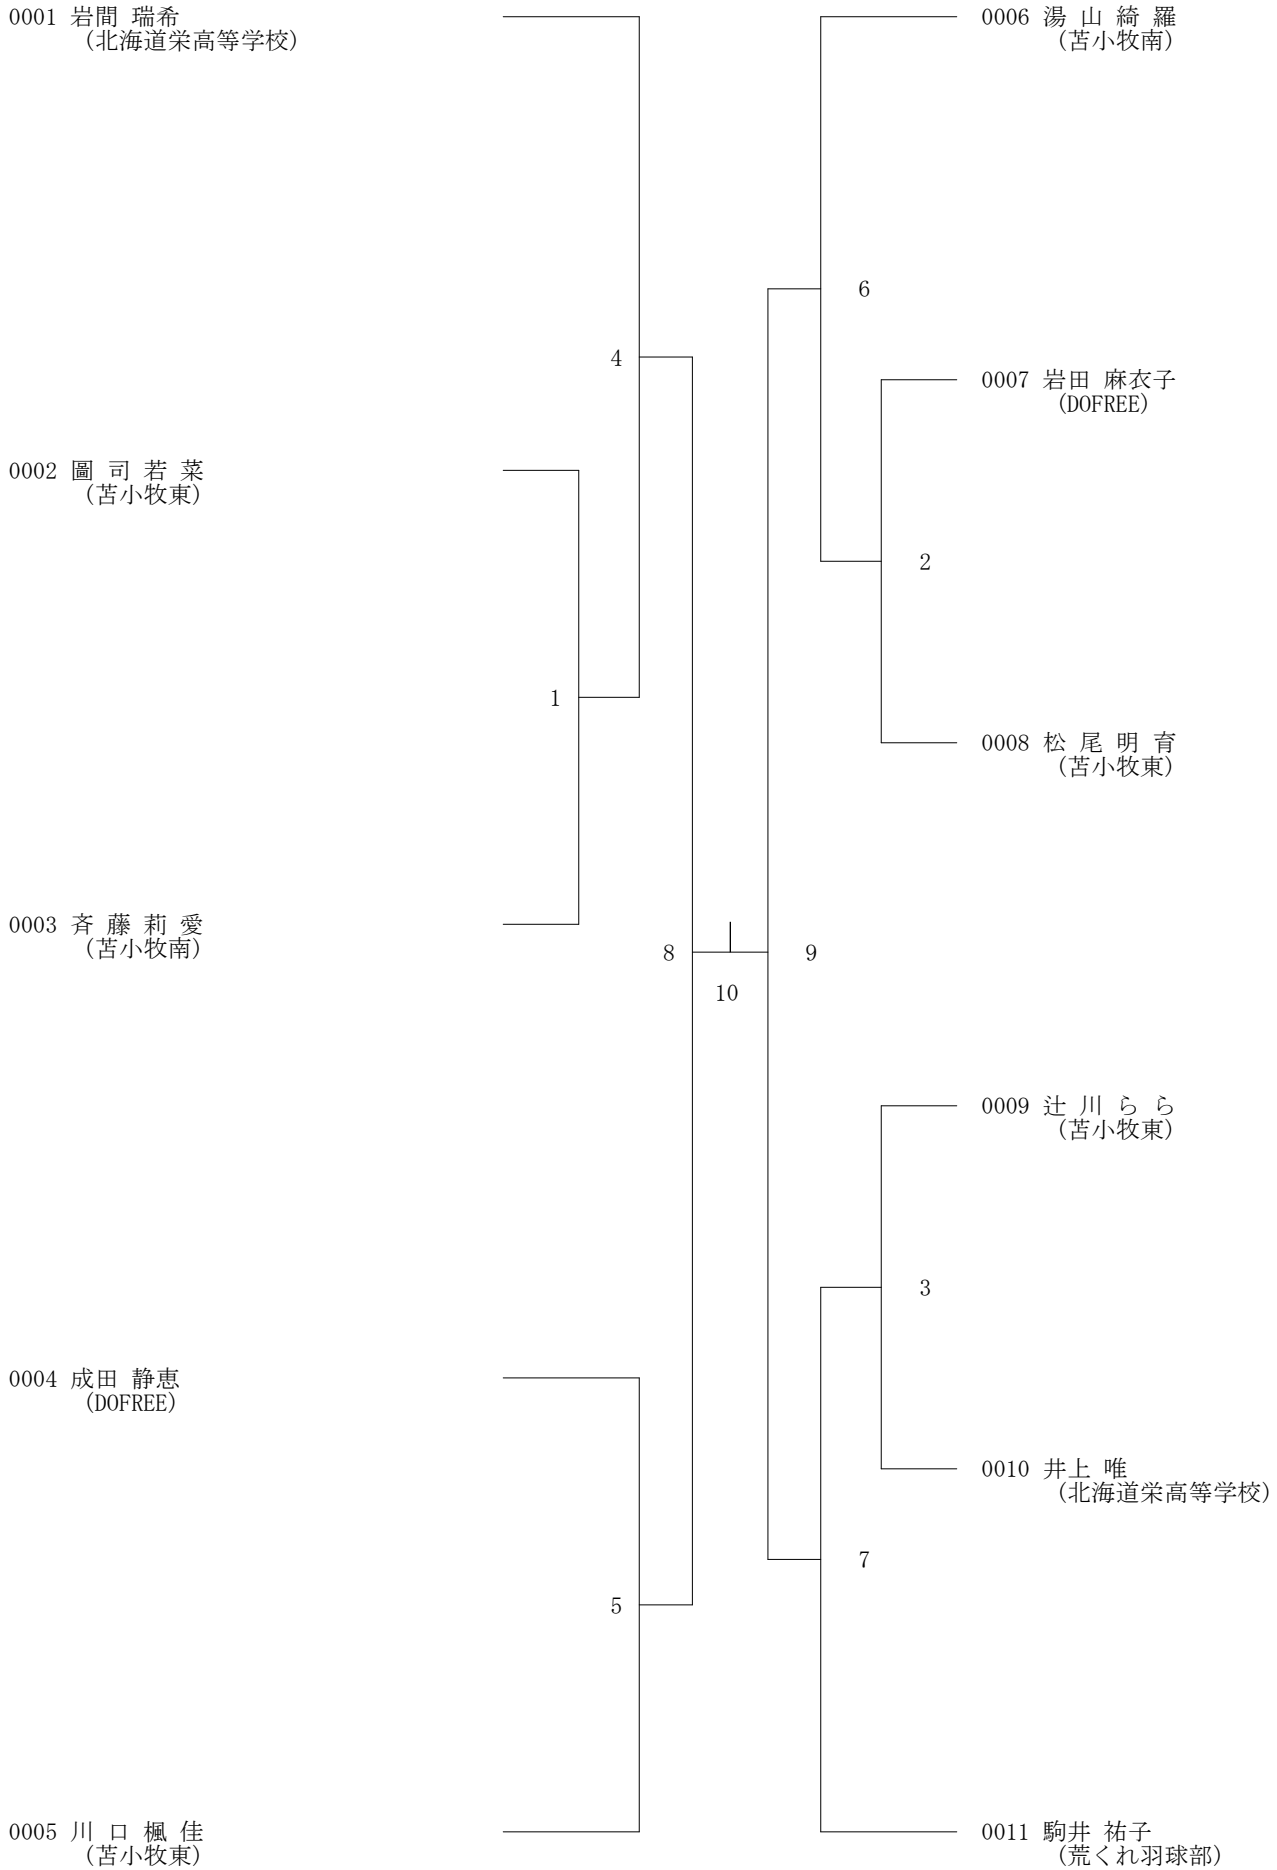 0001 岩間 瑞希
(北海道栄高等学校)
4
0002 圖 司 若 菜
(苫小牧東)
1
0003 斉 藤 莉 愛
(苫小牧南)
8
10
0004 成田 静恵
(DOFREE)
5
0005 川 口 楓 佳
(苫小牧東)
0006 湯 山 綺 羅
(苫小牧南)
6
0007 岩田 麻衣子
(DOFREE)
2
0008 松 尾 明 育
(苫小牧東)
9
0009 辻 川 ら ら
(苫小牧東)
3
0010 井上 唯
(北海道栄高等学校)
7
0011 駒井 祐子
(荒くれ羽球部)